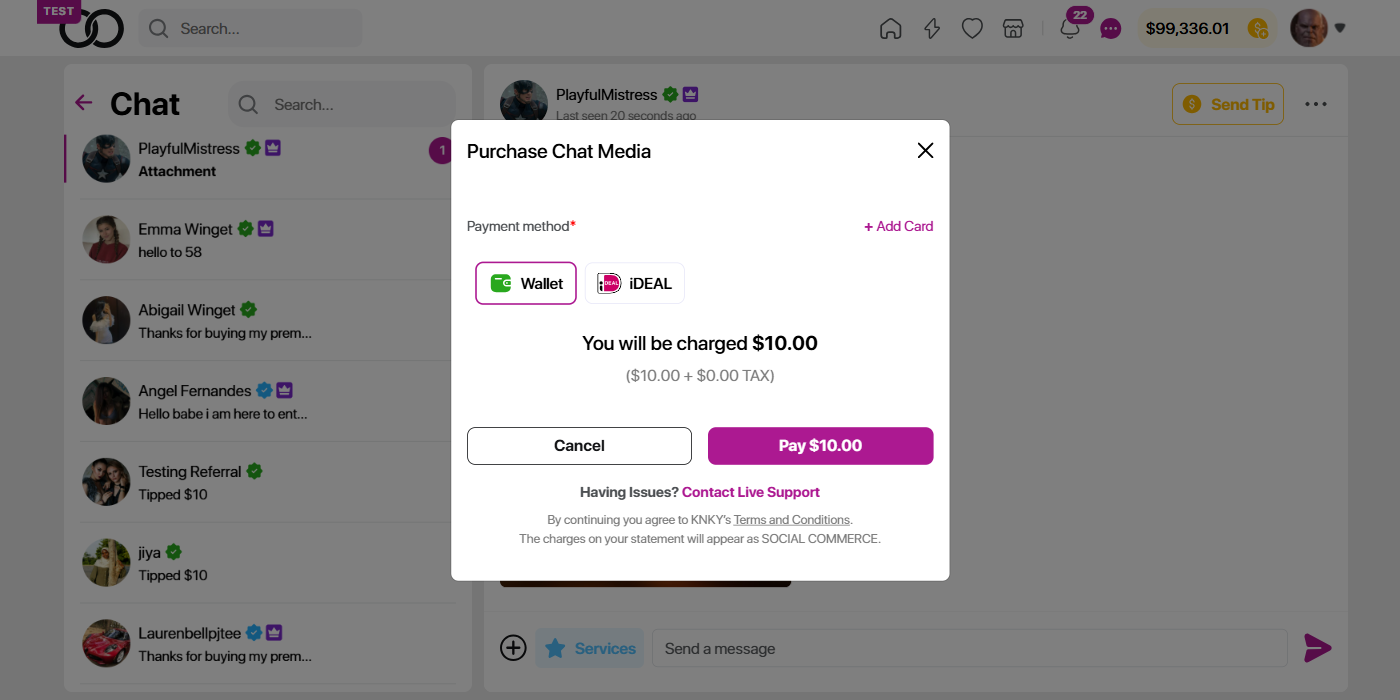 TEST
Search...
22
$99,336.01
Chat
Search...
PlayfulMistress
Attachment
1
Emma Winget
hello to 58
Abigail Winget
Thanks for buying my prem...
Angel Fernandes
Hello babe i am here to ent...
Testing Referral
Tipped $10
jiya
Tipped $10
Laurenbellpjtee
Thanks for buying my prem...
PlayfulMistress
Last seen 20 seconds ago
Send Tip
Purchase Chat Media
Payment method*
+ Add Card
Wallet
iDEAL
You will be charged $10.00
($10.00 + $0.00 TAX)
Cancel
Pay $10.00
Having Issues? Contact Live Support
By continuing you agree to KNKY's Terms and Conditions.
The charges on your statement will appear as SOCIAL COMMERCE.
Services
Send a message